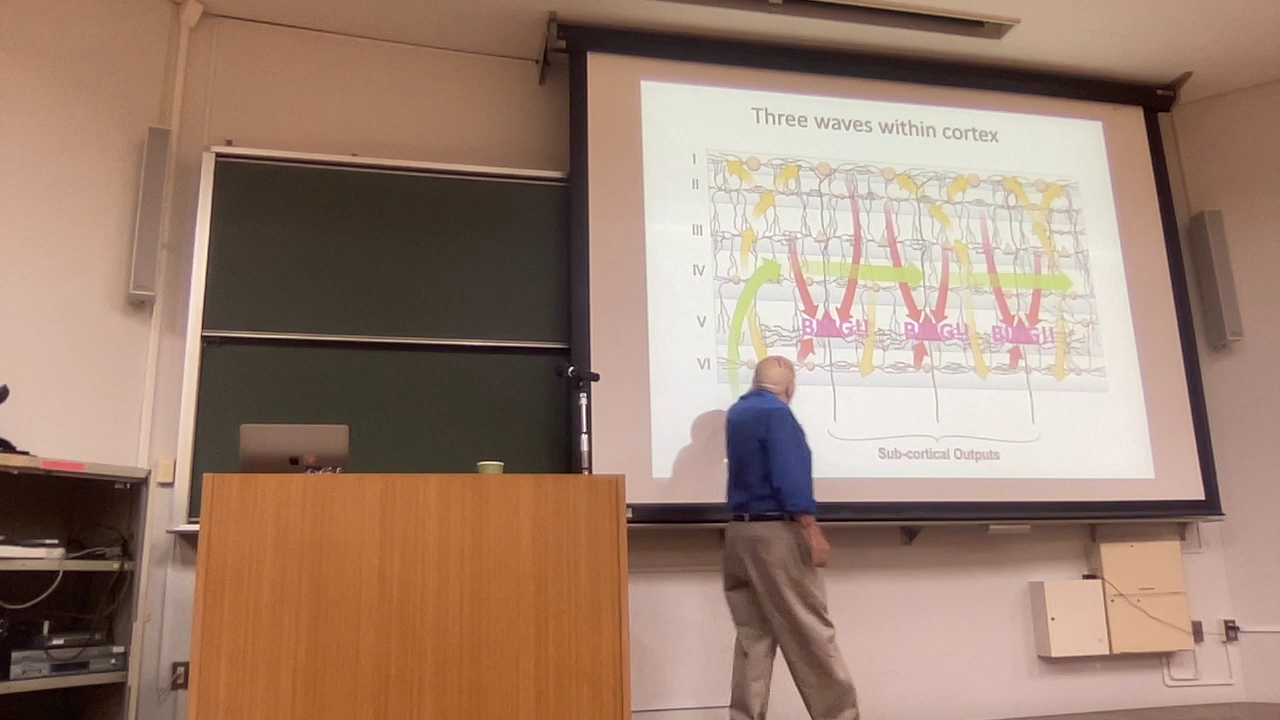 Three waves within cortex
I
II
III
IV
V
VI
Sub-cortical Outputs